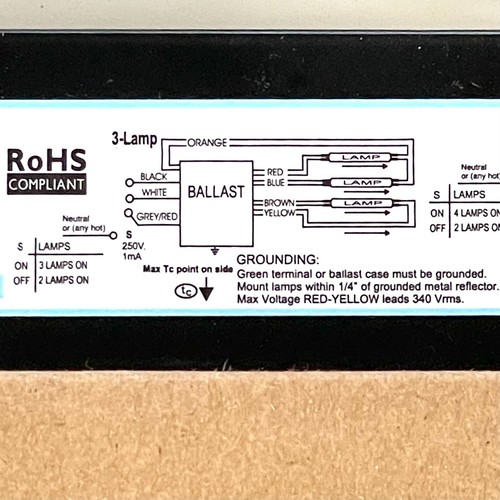 RoHS
COMPLIANT
3-Lamp
ORANGE
BLACK
WHITE
GREY/RED
BALLAST
RED
BLUE
BROWN
YELLOW
LAMP
LAMP
LAMP
Neutral
or (any hot)
S
250V.
1mA
S LAMPS
ON 3 LAMPS ON
OFF 2 LAMPS ON
Max Tc point on side
tc
GROUNDING:
Green terminal or ballast case must be grounded.
Mount lamps within 1/4" of grounded metal reflector.
Max Voltage RED-YELLOW leads 340 Vrms.
Neutral
or (any hot)
S LAMPS
ON 4 LAMPS
OFF 2 LAMPS